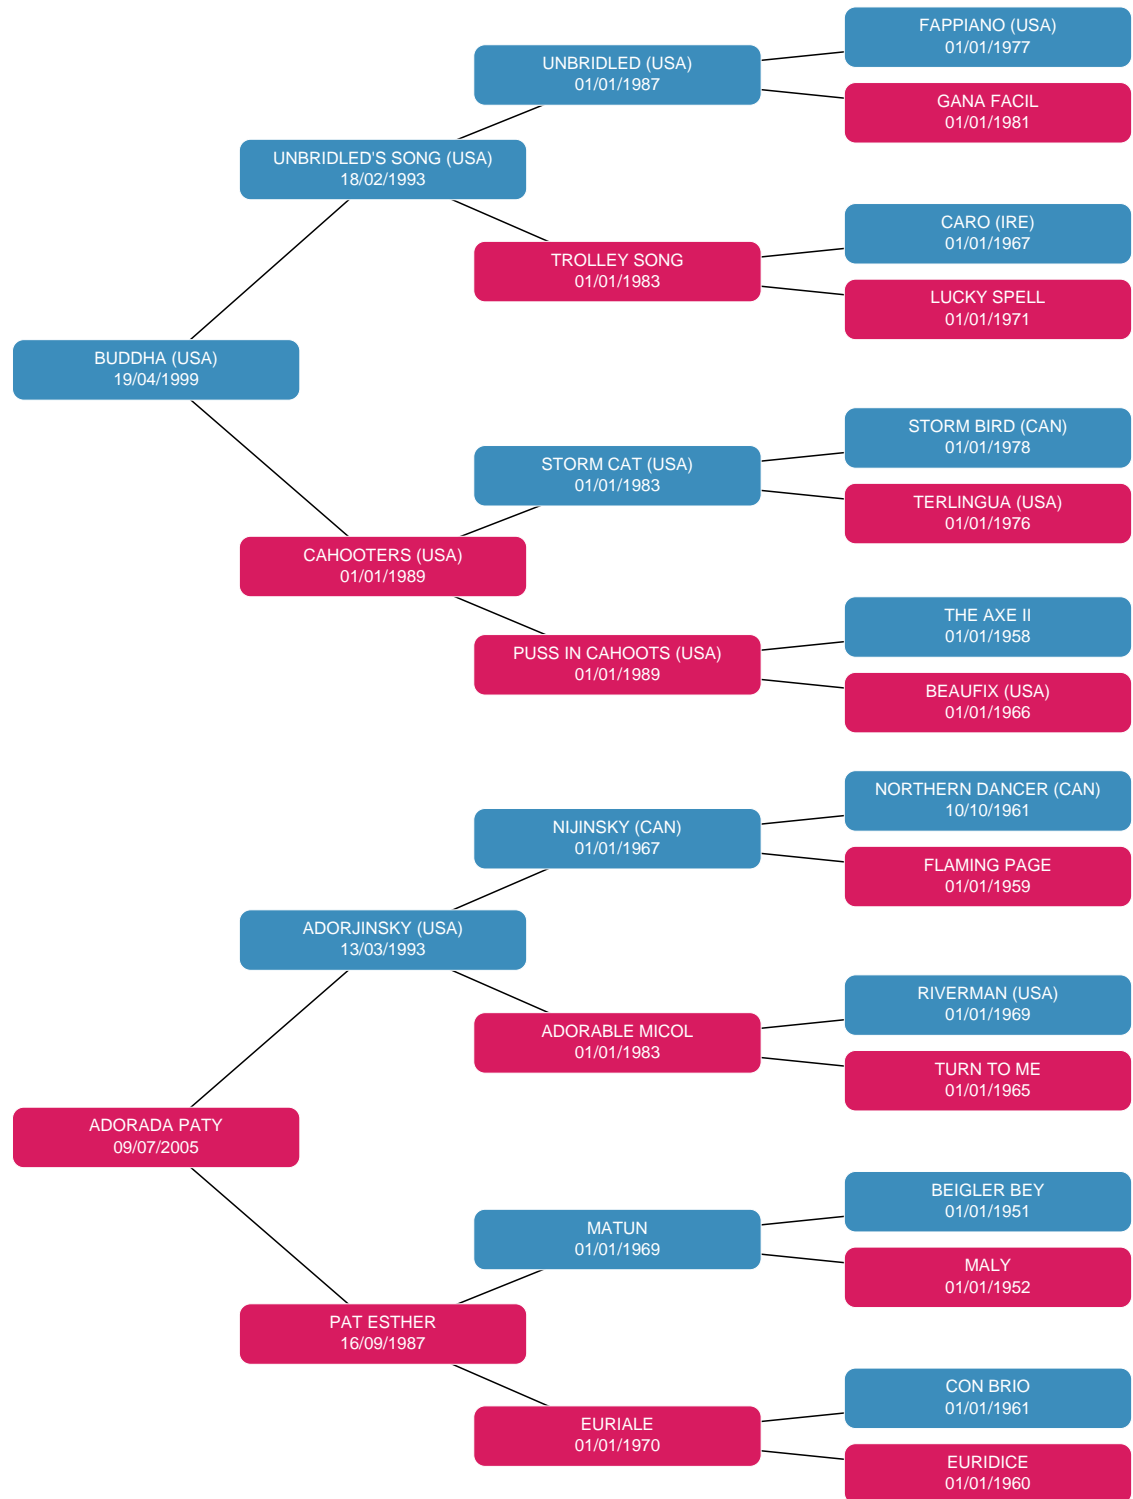 FAPPIANO (USA)
01/01/1977
UNBRIDLED (USA)
01/01/1987
GANA FACIL
01/01/1981
UNBRIDLED'S SONG (USA)
18/02/1993
CARO (IRE)
01/01/1967
TROLLEY SONG
01/01/1983
LUCKY SPELL
01/01/1971
BUDDHA (USA)
19/04/1999
STORM BIRD (CAN)
01/01/1978
STORM CAT (USA)
01/01/1983
TERLINGUA (USA)
01/01/1976
CAHOOTERS (USA)
01/01/1989
THE AXE II
01/01/1958
PUSS IN CAHOOTS (USA)
01/01/1989
BEAUFIX (USA)
01/01/1966
NORTHERN DANCER (CAN)
10/10/1961
NIJINSKY (CAN)
01/01/1967
FLAMING PAGE
01/01/1959
ADORJINSKY (USA)
13/03/1993
RIVERMAN (USA)
01/01/1969
ADORABLE MICOL
01/01/1983
TURN TO ME
01/01/1965
ADORADA PATY
09/07/2005
BEIGLER BEY
01/01/1951
MATUN
01/01/1969
MALY
01/01/1952
PAT ESTHER
16/09/1987
CON BRIO
01/01/1961
EURIALE
01/01/1970
EURIDICE
01/01/1960